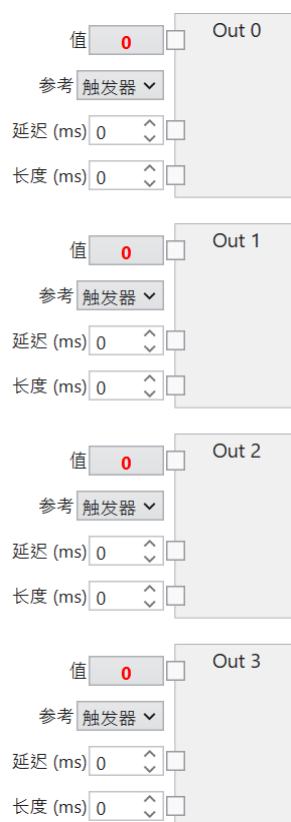 值 0 Out 0
参考 触发器
延迟 (ms) 0
长度 (ms) 0
值 0 Out 1
参考 触发器
延迟 (ms) 0
长度 (ms) 0
值 0 Out 2
参考 触发器
延迟 (ms) 0
长度 (ms) 0
值 0 Out 3
参考 触发器
延迟 (ms) 0
长度 (ms) 0